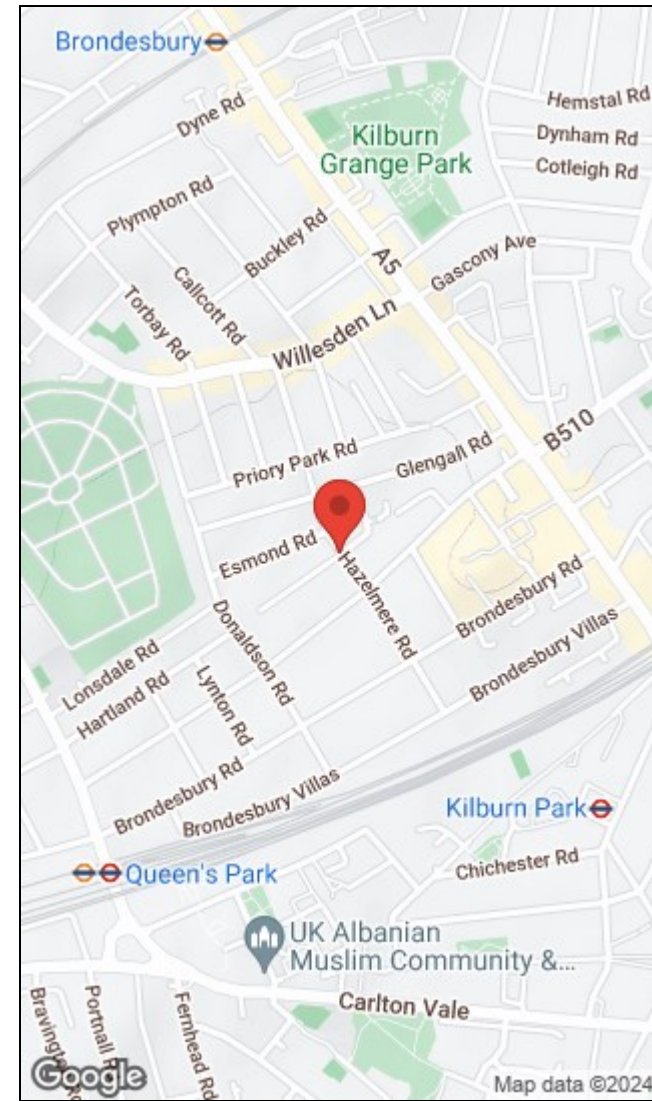 Brondesbury
Hemstal Rd
Dyne Rd
Dynham Rd
Kilburn
Grange Park
Cotleigh Rd
Plympton Rd
Buckley Rd
A5
Gascony Ave
Callcott Rd
Torbay Rd
Willesden Ln
B510
Priory Park Rd
Glengall Rd
Esmond Rd
Hazelmere Rd
Brondesbury Rd
Donaldson Rd
Brondesbury Villas
Lonsdale Rd
Hartland Rd
Lynton Rd
Brondesbury Rd
Brondesbury Villas
Kilburn Park
Chichester Rd
Queen's Park
UK Albanian
Muslim Community &...
Carlton Vale
Portnall
Fernhead Rd
Google
Map data ©2024